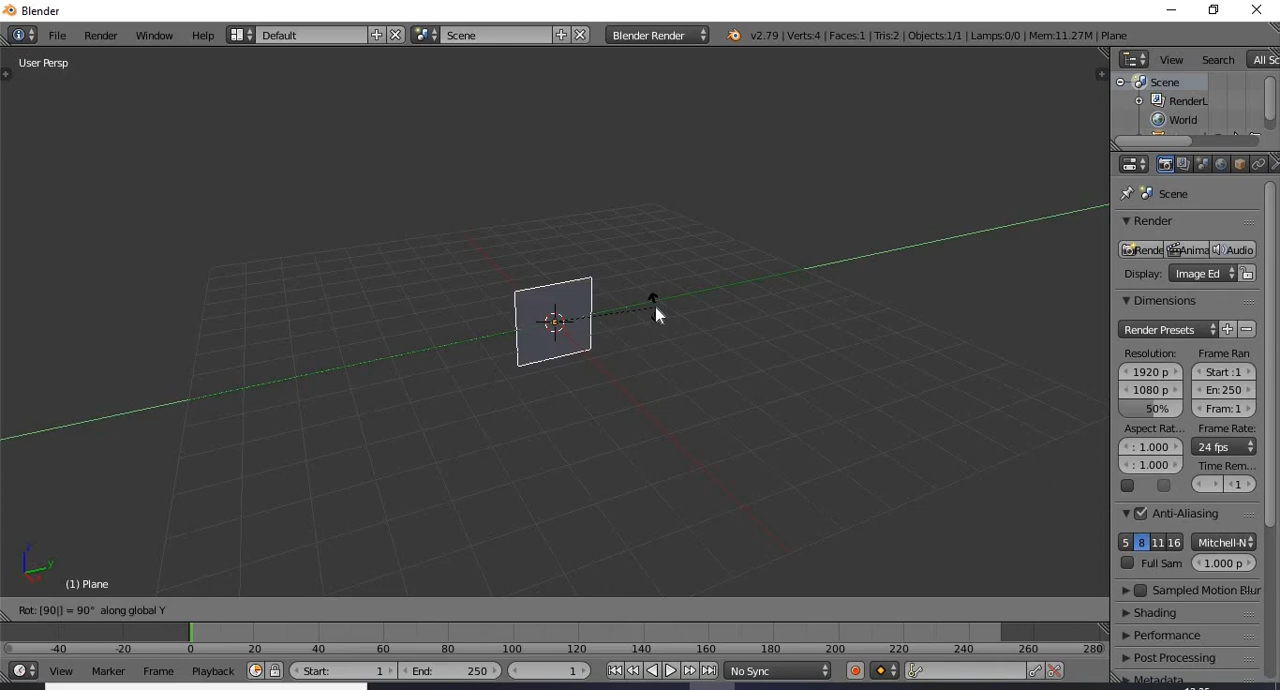 Blender
File Render Window Help Default Scene Blender Render v2.79 | Verts:4 | Faces:1 | Tris:2 | Objects:1/1 | Lamps:0/0 | Mem:11.27M | Plane
User Persp
View Search All Sc
Scene
RenderL
World
Scene
Render
Rende Anima Audio
Display: Image Ed
Dimensions
Render Presets
Resolution: Frame Ran
1920 p Start :1
1080 p En: 250
50% Fram: 1
Aspect Rat... Frame Rate:
: 1.000 24 fps
: 1.000 Time Rem...
1
Anti-Aliasing
5 8 11 16 Mitchell-N
Full Sam 1.000 p
Sampled Motion Blur
Shading
Performance
Post Processing
Metadata
z y x
(1) Plane
Rot: [90|] = 90° along global Y
-40 -20 0 20 40 60 80 100 120 140 160 180 200 220 240 260 280
View Marker Frame Playback Start: 1 End: 250 1 No Sync